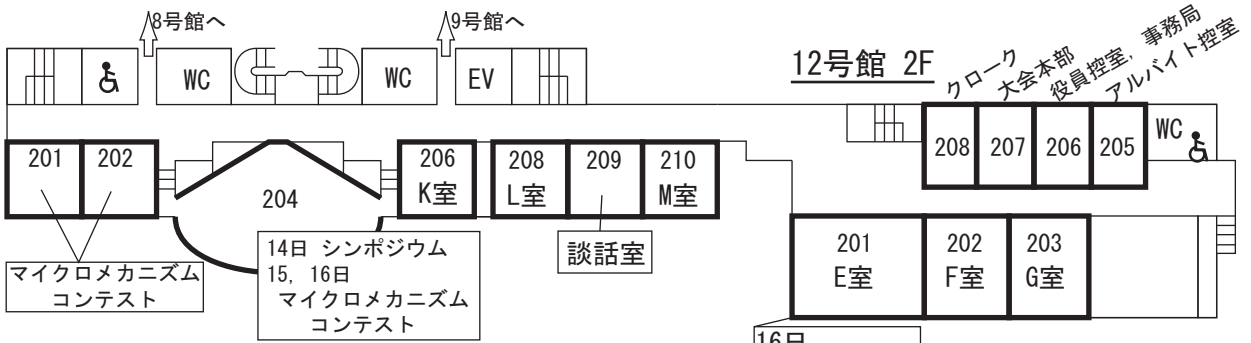 8号館へ
9号館へ
WC
WC
EV
12号館 2F
クローク
大会本部
役員控室, 事務局
アルバイト控室
208
207
206
205
WC
201
202
204
206
K室
208
L室
209
210
M室
マイクロメカニズム
コンテスト
14日 シンポジウム
15, 16日
マイクロメカニズム
コンテスト
談話室
201
E室
202
F室
203
G室
16日